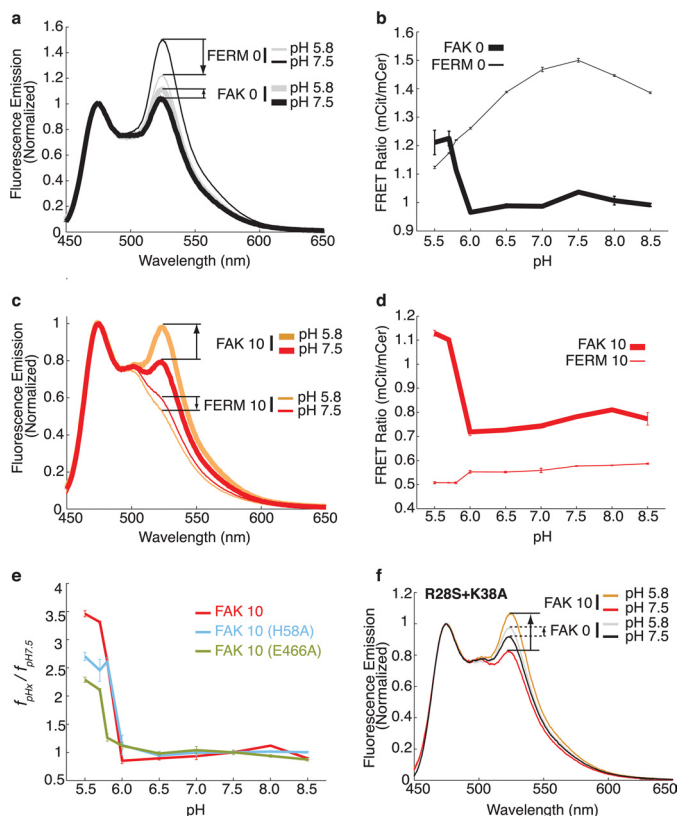 a
1.6
1.4
1.2
1
0.8
0.6
0.4
0.2
0
450
500
550
600
650
Fluorescence Emission
(Normalized)
Wavelength (nm)
FERM 0
pH 5.8
pH 7.5
FAK 0
pH 5.8
pH 7.5
b
1.6
1.5
1.4
1.3
1.2
1.1
1
0.9
5.5
6.0
6.5
7.0
7.5
8.0
8.5
FRET Ratio (mCit/mCer)
pH
FAK 0
FERM 0
c
1
0.8
0.6
0.4
0.2
0
450
500
550
600
650
Fluorescence Emission
(Normalized)
Wavelength (nm)
FAK 10
pH 5.8
pH 7.5
FERM 10
pH 5.8
pH 7.5
d
1.2
1.1
1
0.9
0.8
0.7
0.6
0.5
0.4
5.5
6.0
6.5
7.0
7.5
8.0
8.5
FRET Ratio (mCit/mCer)
pH
FAK 10
FERM 10
e
4
3.5
3
2.5
2
1.5
1
0.5
0
5.5
6.0
6.5
7.0
7.5
8.0
8.5
fpHx / fpH7.5
pH
FAK 10
FAK 10 (H58A)
FAK 10 (E466A)
f
R28S+K38A
1.2
1
0.8
0.6
0.4
0.2
0
450
500
550
600
650
Fluorescence Emission
(Normalized)
Wavelength (nm)
FAK 10
pH 5.8
pH 7.5
FAK 0
pH 5.8
pH 7.5